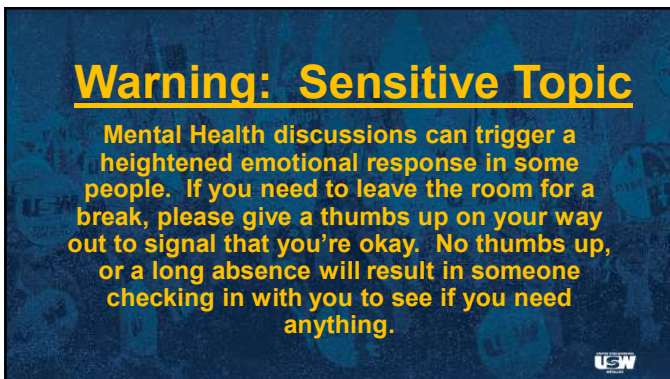 Warning: Sensitive Topic
Mental Health discussions can trigger a
heightened emotional response in some
people. If you need to leave the room for a
break, please give a thumbs up on your way
out to signal that you're okay. No thumbs up,
or a long absence will result in someone
checking in with you to see if you need
anything.
USW